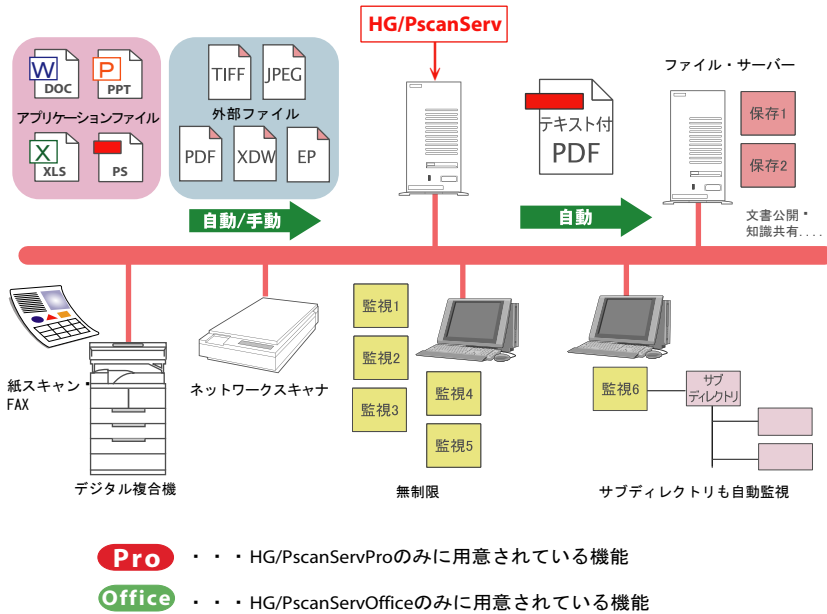 HG/PscanServ
W
DOC
P
PPT
アプリケーションファイル
X
XLS
PS
TIFF
JPEG
外部ファイル
PDF
XDW
EP
テキスト付
PDF
ファイル・サーバー
保存1
保存2
自動/手動
自動
文書公開・
知識共有....
紙スキャン・
FAX
デジタル複合機
ネットワークスキャナ
監視1
監視2
監視3
監視4
監視5
無制限
監視6
サブ
ディレクトリ
サブディレクトリも自動監視
Pro ・・・HG/PscanServProのみに用意されている機能
Office ・・・HG/PscanServOfficeのみに用意されている機能